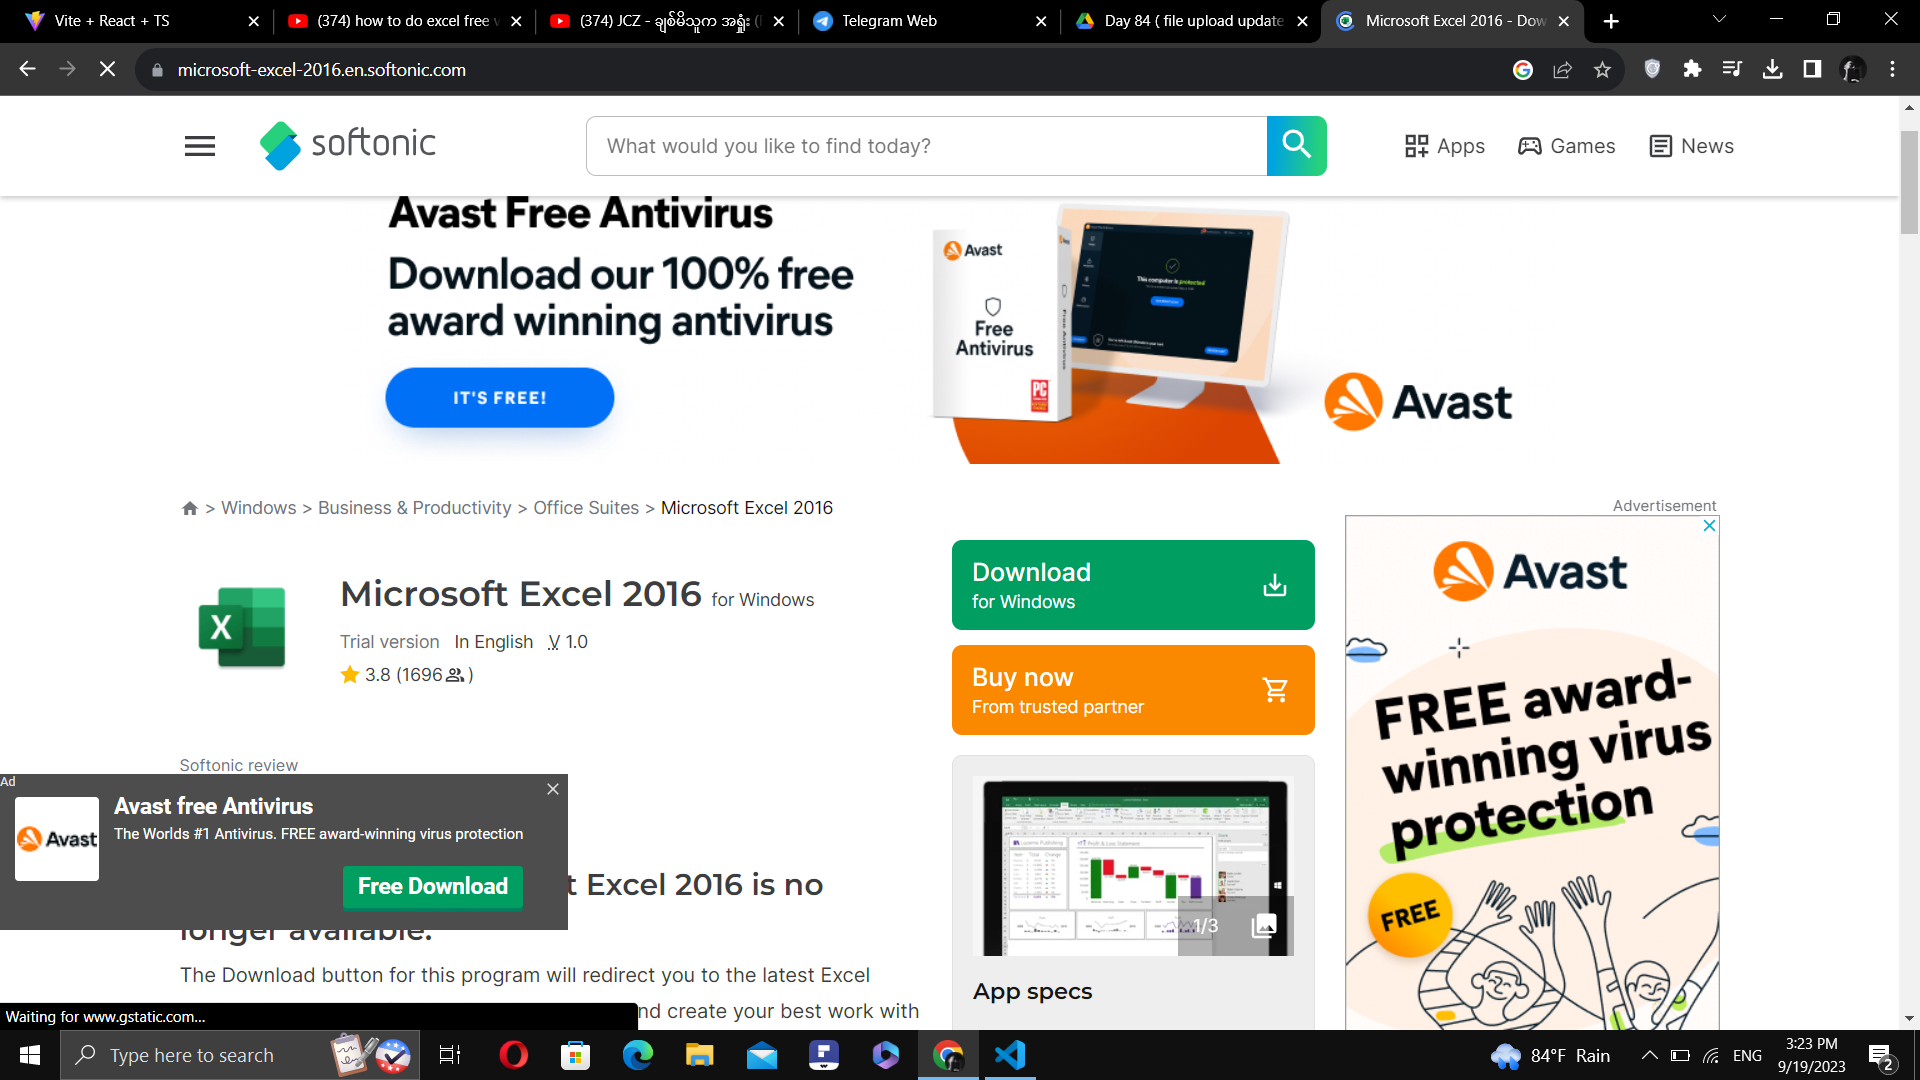 Vite + React + TS
(374) how to do excel free v
(374) JCZ - ချစ်မိသူက အရှုံး (
Telegram Web
Day 84 ( file upload update
Microsoft Excel 2016 - Dow
microsoft-excel-2016.en.softonic.com
softonic
What would you like to find today?
Apps
Games
News
Avast Free Antivirus
Download our 100% free
award winning antivirus
IT'S FREE!
Avast
Free
Antivirus
Avast
> Windows > Business & Productivity > Office Suites > Microsoft Excel 2016
Advertisement
Microsoft Excel 2016 for Windows
Trial version In English V 1.0
3.8 (1696)
Download
for Windows
Buy now
From trusted partner
Avast
FREE award-
winning virus
protection
FREE
Softonic review
Ad
Avast
Avast free Antivirus
The Worlds #1 Antivirus. FREE award-winning virus protection
Free Download
t Excel 2016 is no
longer available.
The Download button for this program will redirect you to the latest Excel
nd create your best work with
1/3
App specs
Waiting for www.gstatic.com...
Type here to search
84°F Rain
ENG
3:23 PM
9/19/2023
2